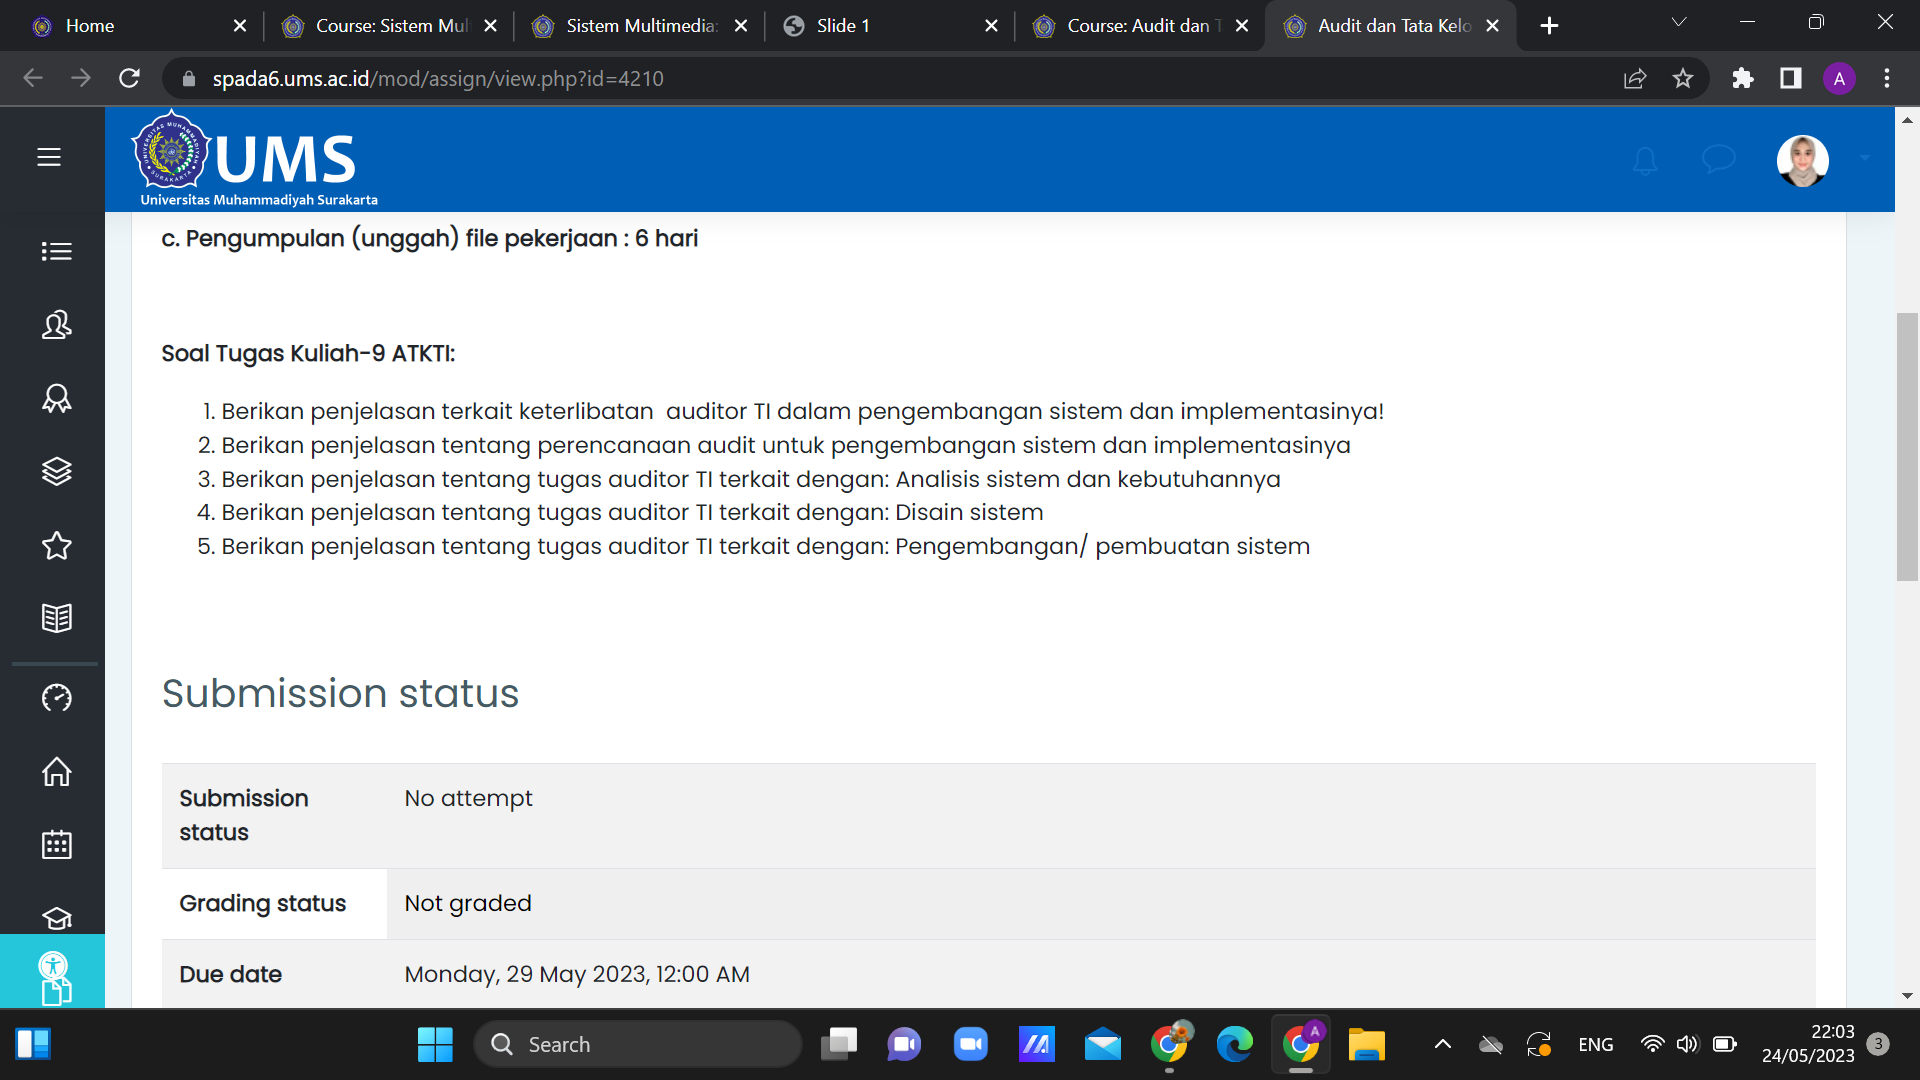 Home
Course: Sistem Mul
Sistem Multimedia:
Slide 1
Course: Audit dan T
Audit dan Tata Kelo
spada6.ums.ac.id/mod/assign/view.php?id=4210
A
UMS
Universitas Muhammadiyah Surakarta
c. Pengumpulan (unggah) file pekerjaan : 6 hari
Soal Tugas Kuliah-9 ATKTI:
1. Berikan penjelasan terkait keterlibatan  auditor TI dalam pengembangan sistem dan implementasinya!
2. Berikan penjelasan tentang perencanaan audit untuk pengembangan sistem dan implementasinya
3. Berikan penjelasan tentang tugas auditor TI terkait dengan: Analisis sistem dan kebutuhannya
4. Berikan penjelasan tentang tugas auditor TI terkait dengan: Disain sistem
5. Berikan penjelasan tentang tugas auditor TI terkait dengan: Pengembangan/ pembuatan sistem
Submission status
Submission
status
No attempt
Grading status
Not graded
Due date
Monday, 29 May 2023, 12:00 AM
Search
A
ENG
22:03
24/05/2023
3